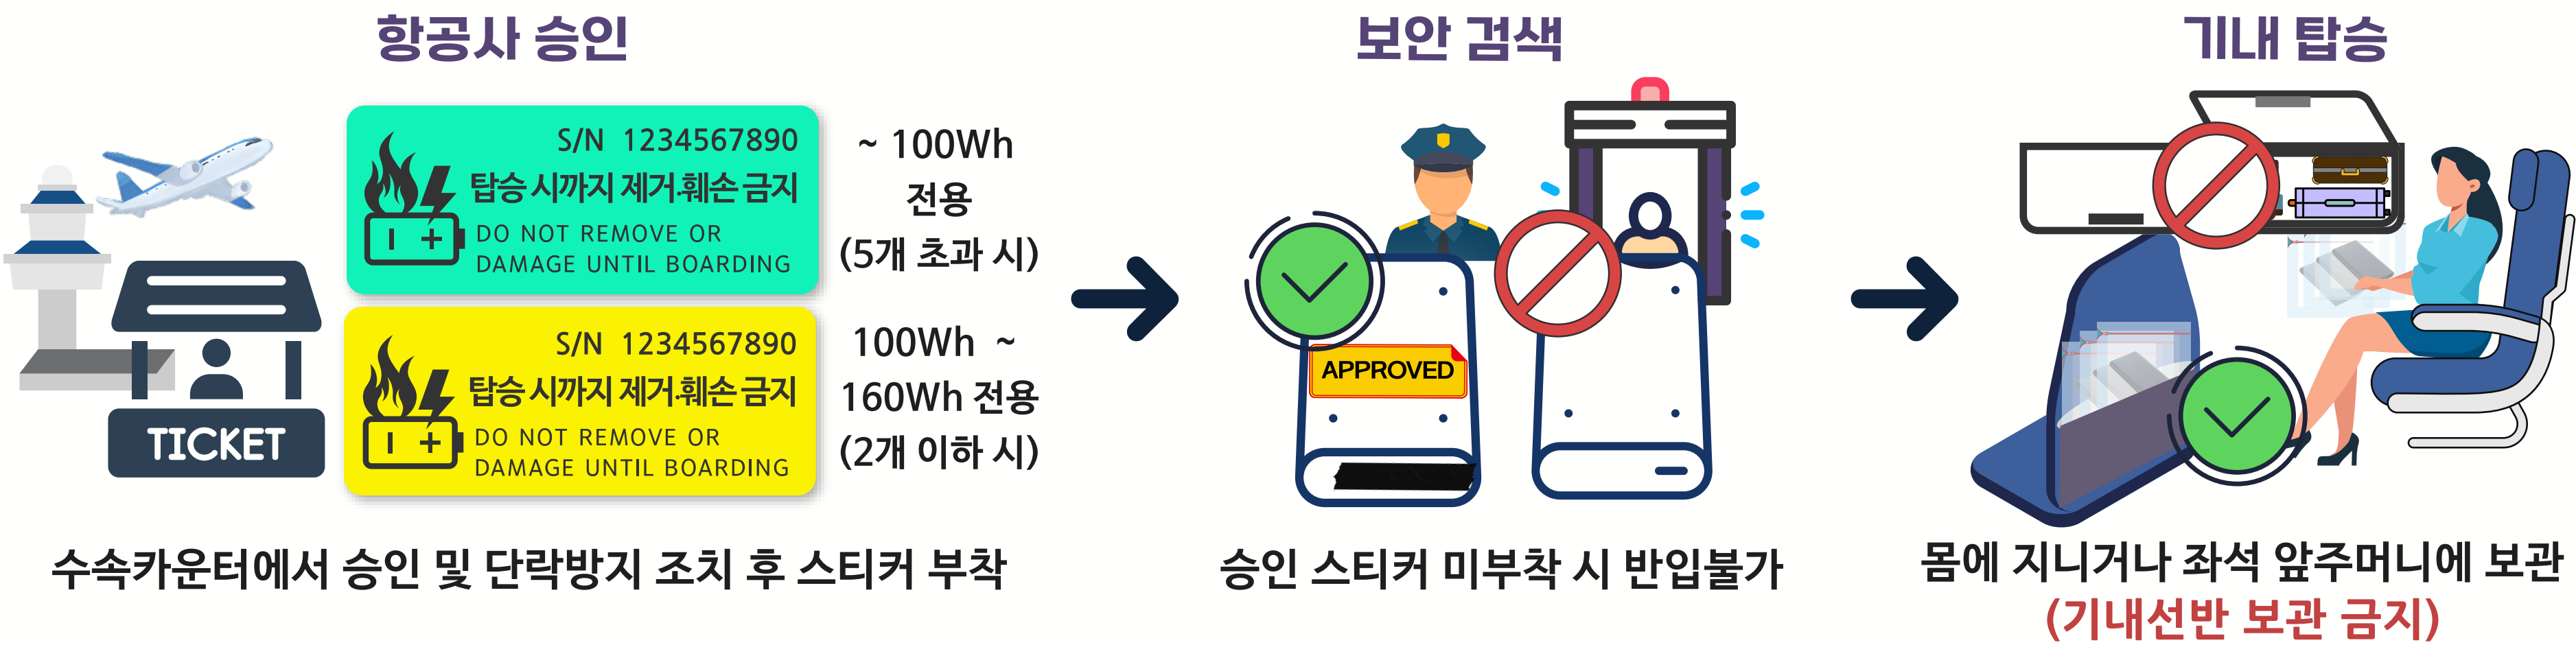 항공사 승인
S/N 1234567890
탑승 시까지 제거·훼손 금지
DO NOT REMOVE OR
DAMAGE UNTIL BOARDING
~ 100Wh
전용
(5개 초과 시)
S/N 1234567890
탑승 시까지 제거·훼손 금지
DO NOT REMOVE OR
DAMAGE UNTIL BOARDING
100Wh ~
160Wh 전용
(2개 이하 시)
TICKET
수속카운터에서 승인 및 단락방지 조치 후 스티커 부착
보안 검색
APPROVED
승인 스티커 미부착 시 반입불가
기내 탑승
몸에 지니거나 좌석 앞주머니에 보관
(기내선반 보관 금지)